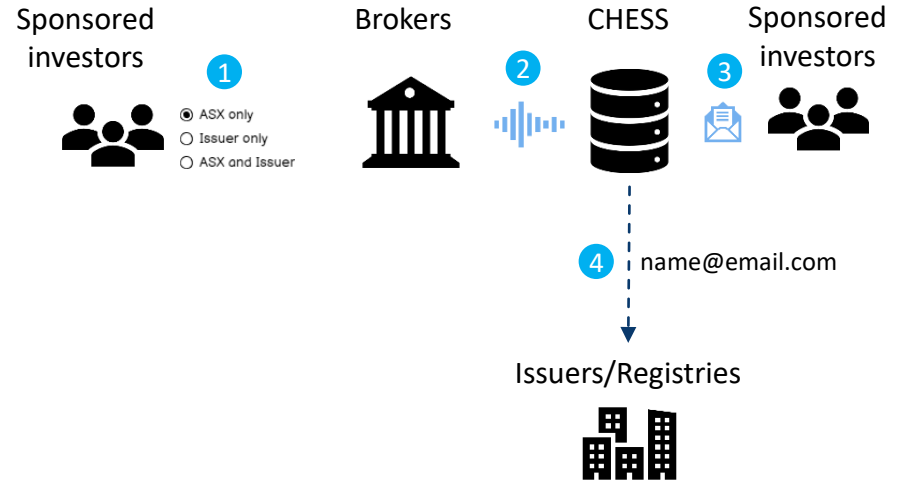 Sponsored
investors
Brokers
CHESS
Sponsored
investors
1
2
3
ASX only
Issuer only
ASX and Issuer
4
name@email.com
Issuers/Registries